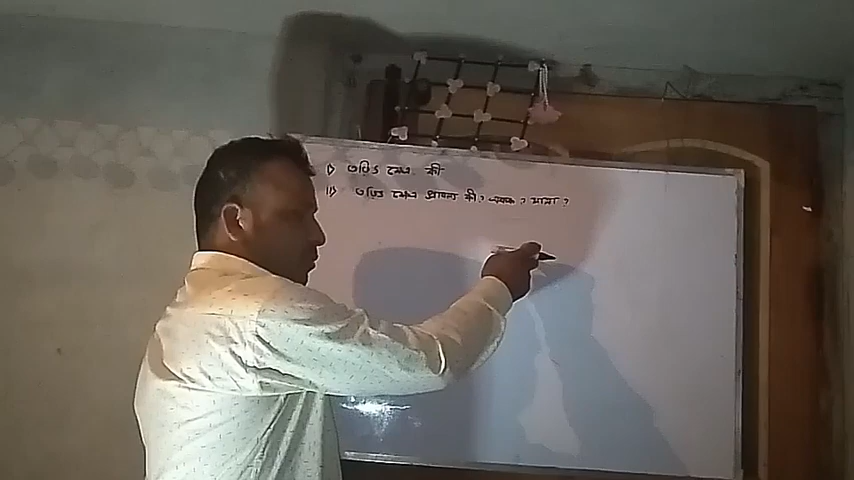 i) তড়িৎ ক্ষেত্র কী
ii) তড়িৎ ক্ষেত্র প্রাবল্য কী? একক? মাত্রা?